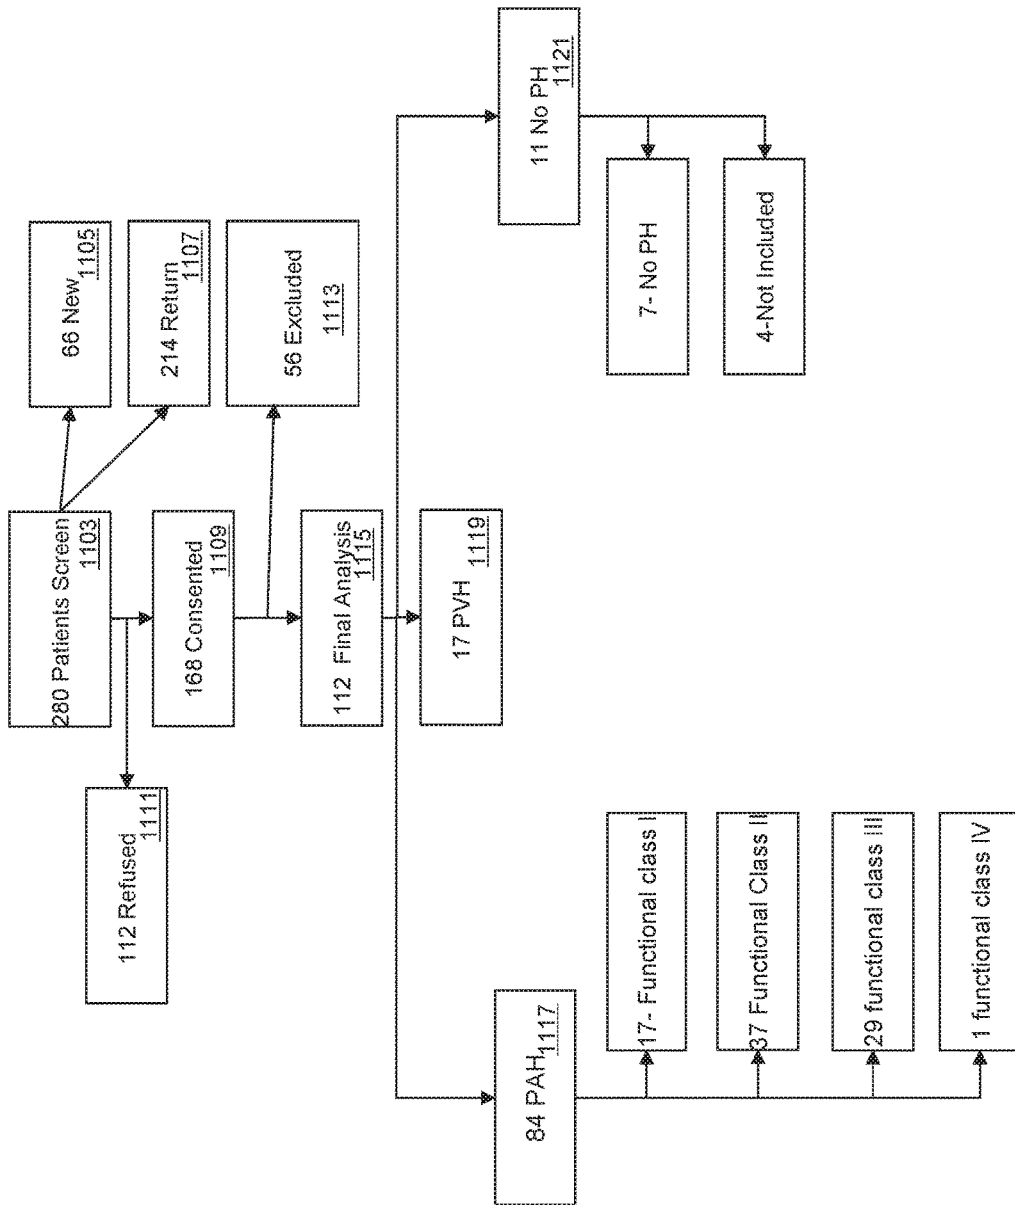 280 Patients Screen
1103
66 New
1105
214 Return
1107
112 Refused
1111
168 Consented
1109
56 Excluded
1113
112 Final Analysis
1115
84 PAH
1117
17 PVH
1119
11 No PH
1121
17- Functional class I
37 Functional Class II
29 functional class III
1 functional class IV
7- No PH
4-Not Included